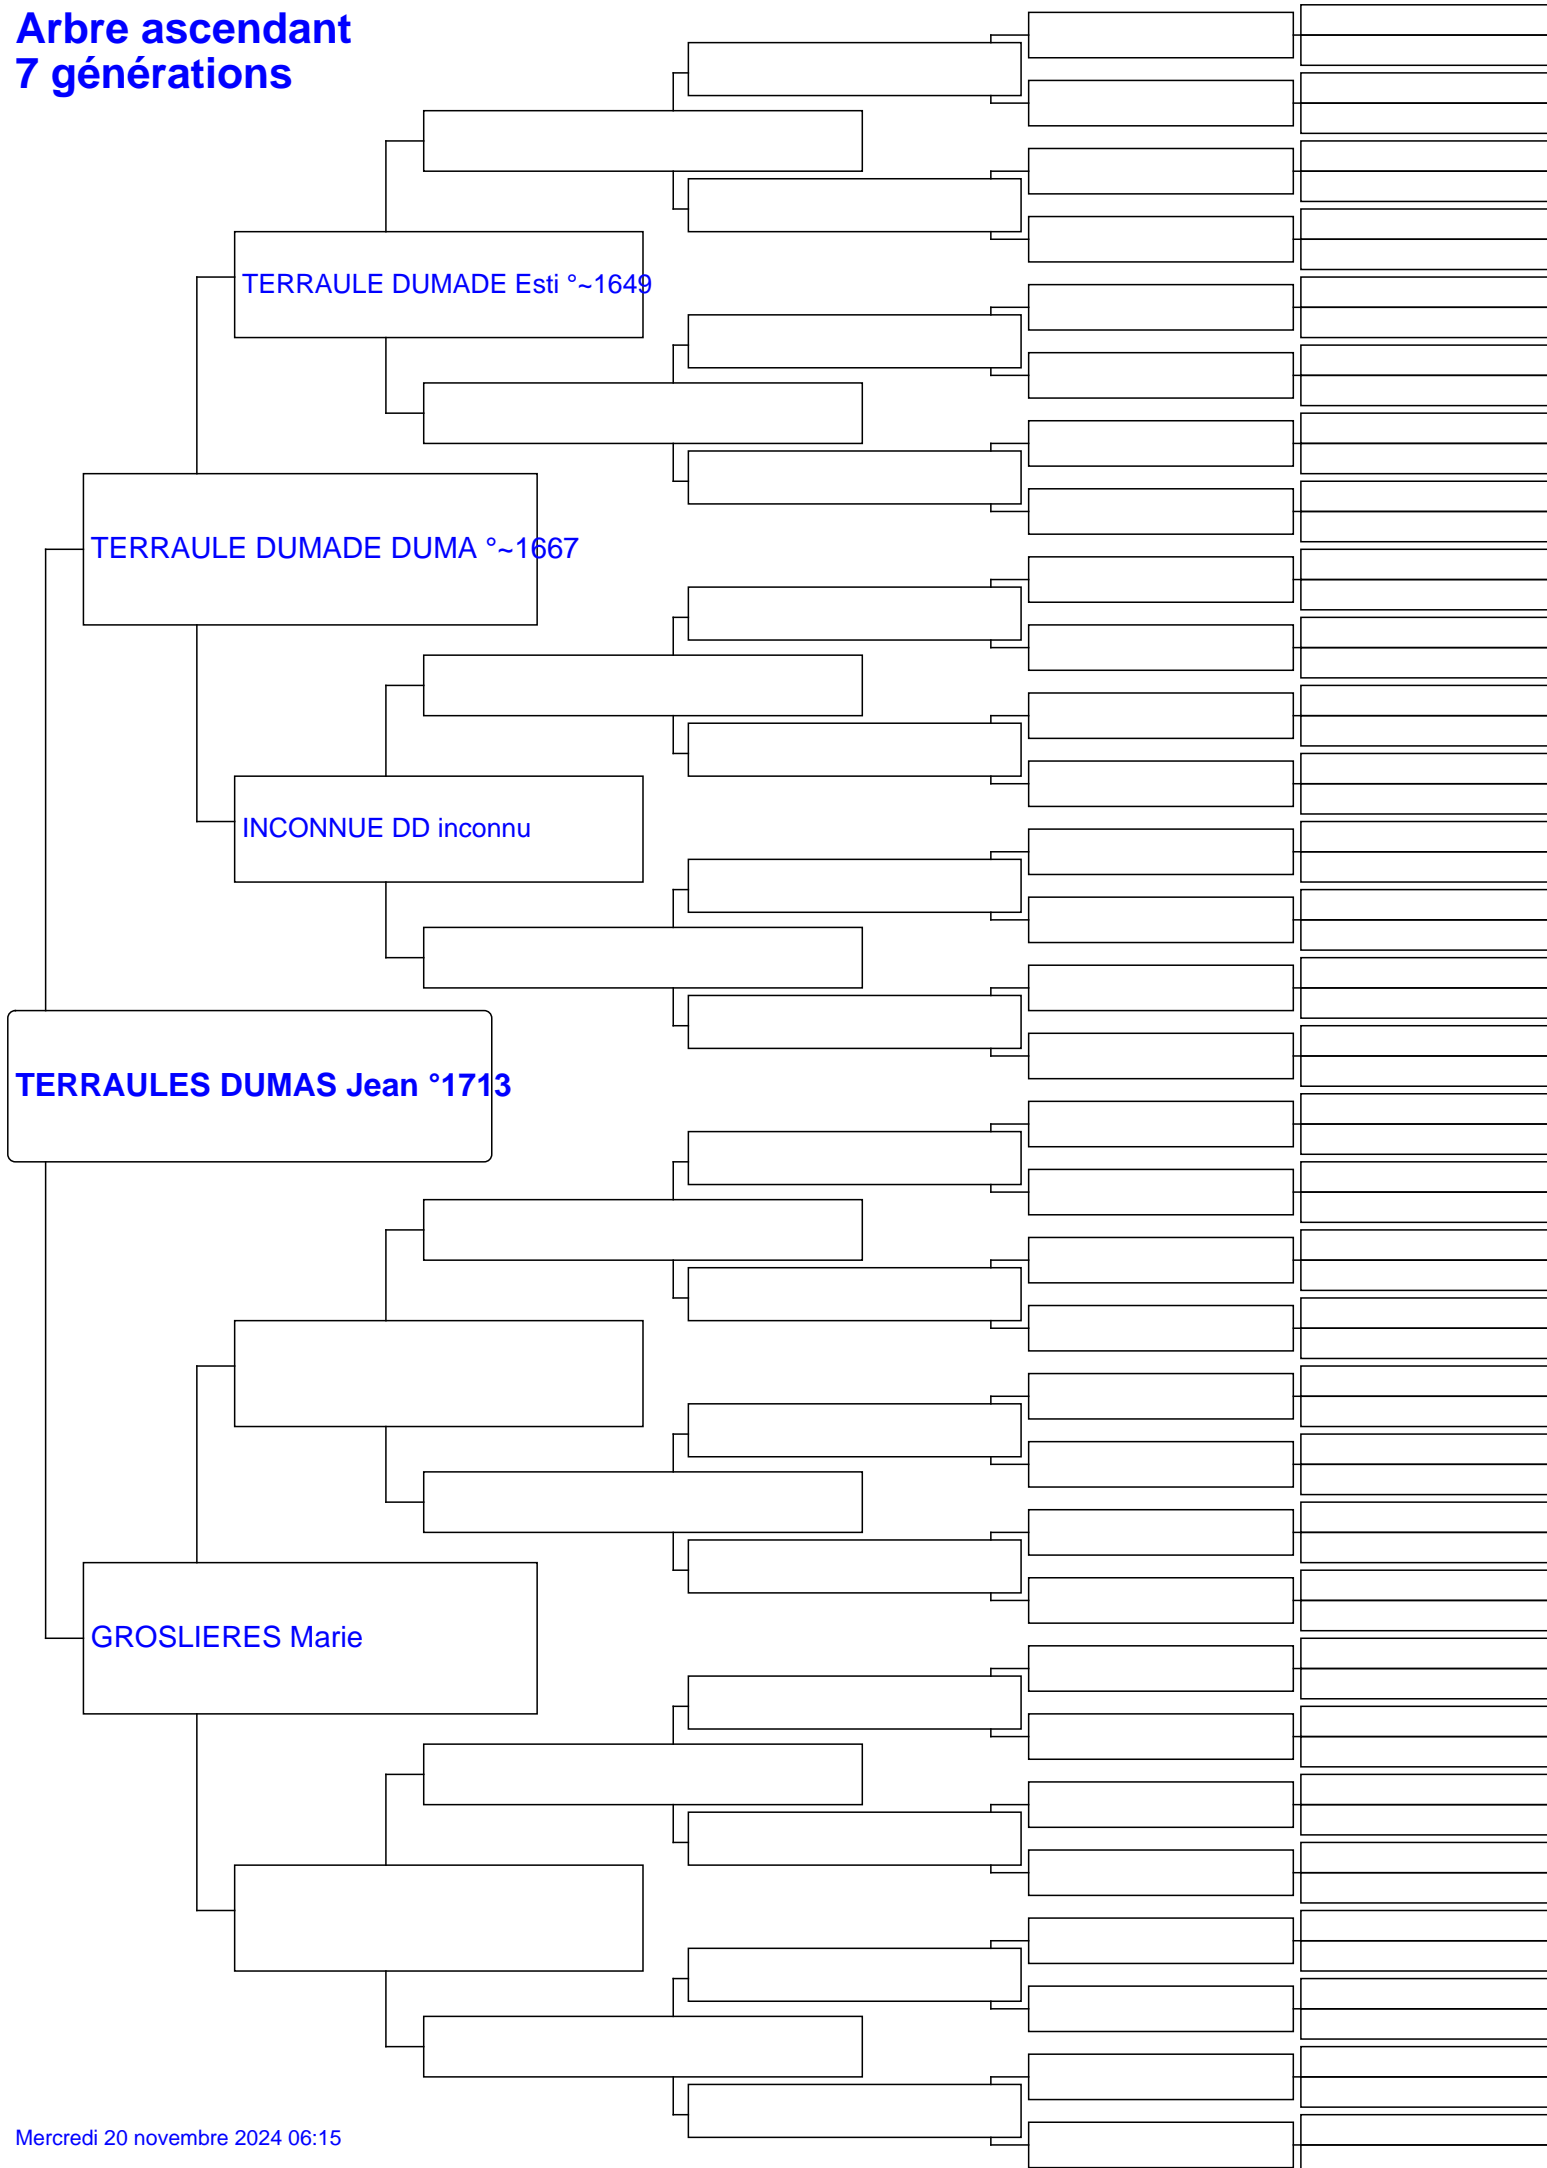 Arbre ascendant
7 générations
TERRAULE DUMADE Esti °~1649
TERRAULE DUMADE DUMA °~1667
INCONNUE DD inconnu
TERRAULES DUMAS Jean °1713
GROSLIERES Marie
Mercredi 20 novembre 2024 06:15